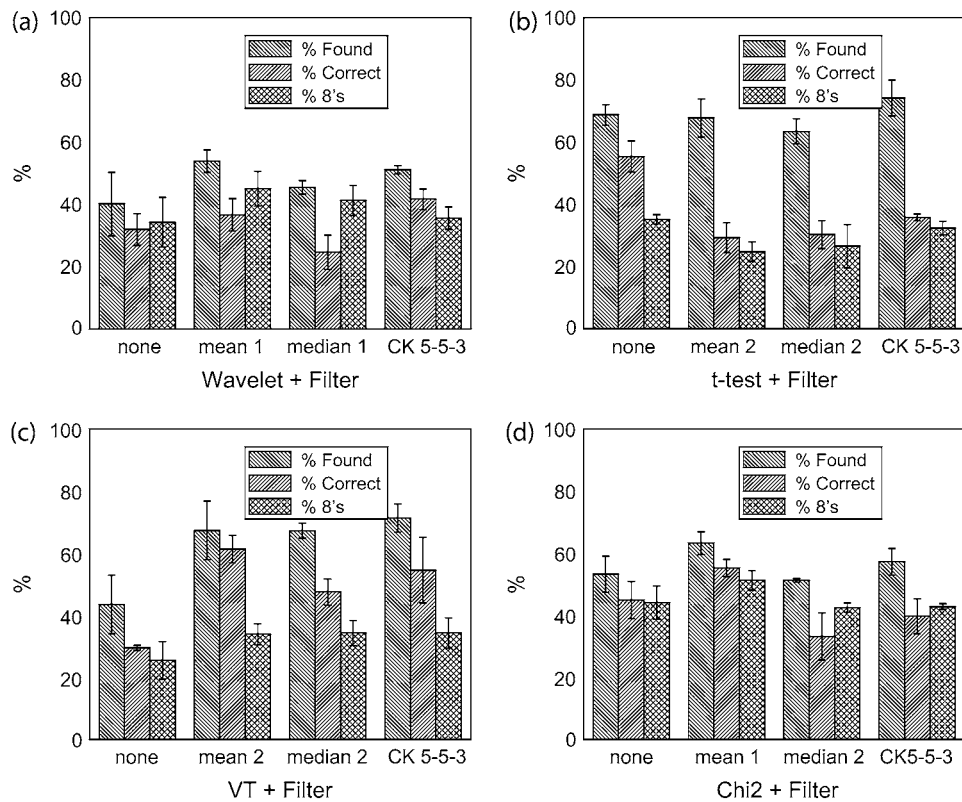 (a)
100
80
60
40
20
0
%
% Found
% Correct
% 8's
none mean 1 median 1 CK 5-5-3
Wavelet + Filter
(b)
100
80
60
40
20
0
%
% Found
% Correct
% 8's
none mean 2 median 2 CK 5-5-3
t-test + Filter
(c)
100
80
60
40
20
0
%
% Found
% Correct
% 8's
none mean 2 median 2 CK 5-5-3
VT + Filter
(d)
100
80
60
40
20
0
%
% Found
% Correct
% 8's
none mean 1 median 2 CK5-5-3
Chi2 + Filter